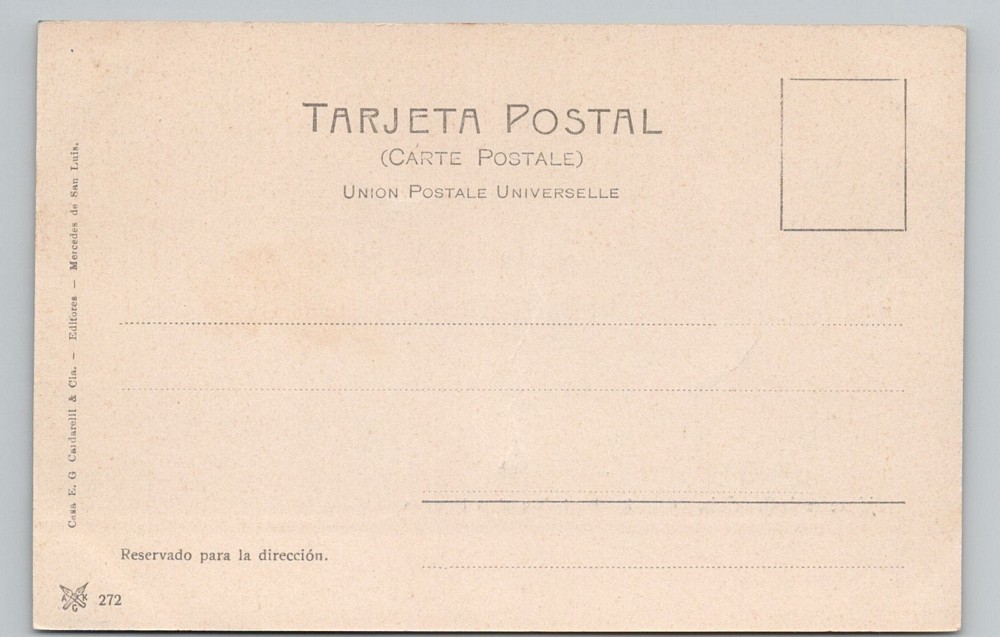 TARJETA POSTAL
(CARTE POSTALE)
UNION POSTALE UNIVERSELLE
Casa E. G Caldarelli & Cia. — Editores — Mercedes de San Luis.
Reservado para la dirección.
272